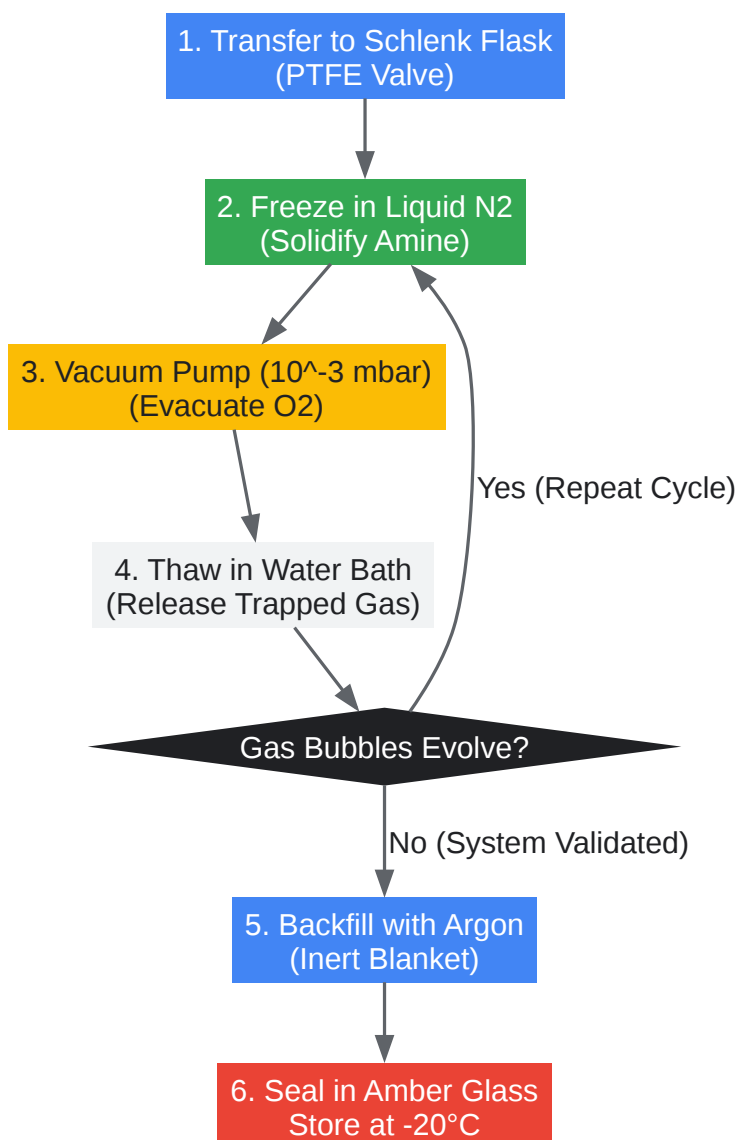 1. Transfer to Schlenk Flask
(PTFE Valve)
2. Freeze in Liquid N2
(Solidify Amine)
3. Vacuum Pump (10^-3 mbar)
(Evacuate O2)
Yes (Repeat Cycle)
4. Thaw in Water Bath
(Release Trapped Gas)
Gas Bubbles Evolve?
No (System Validated)
5. Backfill with Argon
(Inert Blanket)
6. Seal in Amber Glass
Store at -20°C